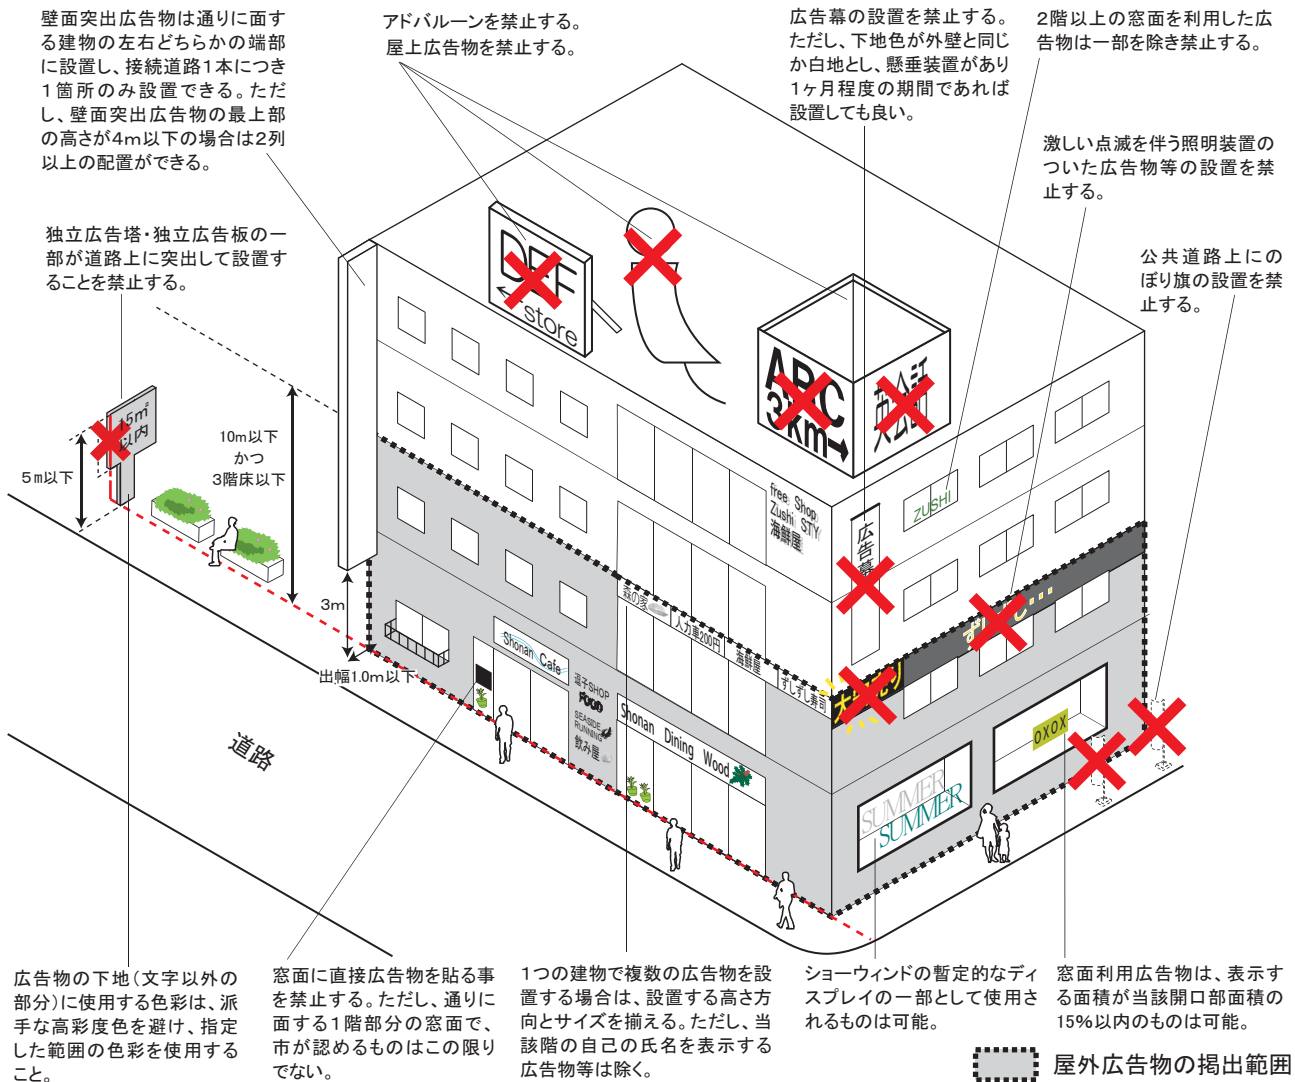 壁面突出広告物は通りに面す
る建物の左右どちらかの端部
に設置し、接続道路1本につき
1箇所のみ設置できる。ただ
し、壁面突出広告物の最上部
の高さが4m以下の場合は2列
以上の配置ができる。
アドバルーンを禁止する。
屋上広告物を禁止する。
広告幕の設置を禁止する。
ただし、下地色が外壁と同じ
か白地とし、懸垂装置があり
1ヶ月程度の期間であれば
設置しても良い。
2階以上の窓面を利用した広
告物は一部を除き禁止する。
激しい点滅を伴う照明装置の
ついた広告物等の設置を禁
止する。
独立広告塔・独立広告板の一
部が道路上に突出して設置す
ることを禁止する。
公共道路上にの
ぼり旗の設置を禁
止する。
DEF
store
ABC
3km
英会話
15㎡
以内
5m以下
10m以下
かつ
3階床以下
free Shop
Zushi STY
海鮮屋
広告幕
ZUSHI
3m
出幅1.0m以下
森の家
人力車200円
海鮮屋
ずしずし寿司
Shonan Cafe
逗子SHOP
FOOD
SEASIDE
RUNNING
飲み屋
Shonan Dining Wood
OXOX
SUMMER
SUMMER
道路
広告物の下地(文字以外の
部分)に使用する色彩は、派
手な高彩度色を避け、指定
した範囲の色彩を使用する
こと。
窓面に直接広告物を貼る事
を禁止する。ただし、通りに
面する1階部分の窓面で、
市が認めるものはこの限り
でない。
1つの建物で複数の広告物を設
置する場合は、設置する高さ方
向とサイズを揃える。ただし、当
該階の自己の氏名を表示する
広告物等は除く。
ショーウィンドの暫定的なディ
スプレイの一部として使用さ
れるものは可能。
窓面利用広告物は、表示す
る面積が当該開口部面積の
15%以内のものは可能。
屋外広告物の掲出範囲